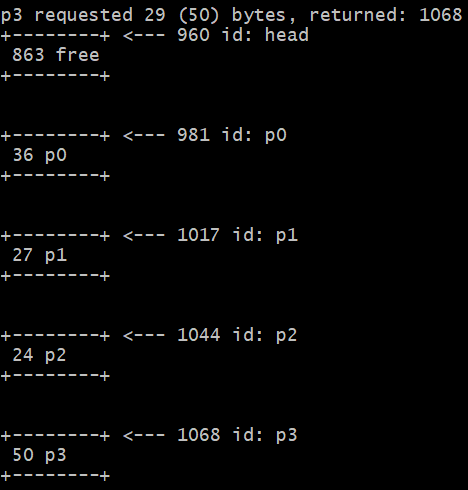 p3 requested 29 (50) bytes, returned: 1068
+--------+ <--- 960 id: head
 863 free
+--------+
+--------+ <--- 981 id: p0
 36 p0
+--------+
+--------+ <--- 1017 id: p1
 27 p1
+--------+
+--------+ <--- 1044 id: p2
 24 p2
+--------+
+--------+ <--- 1068 id: p3
 50 p3
+--------+